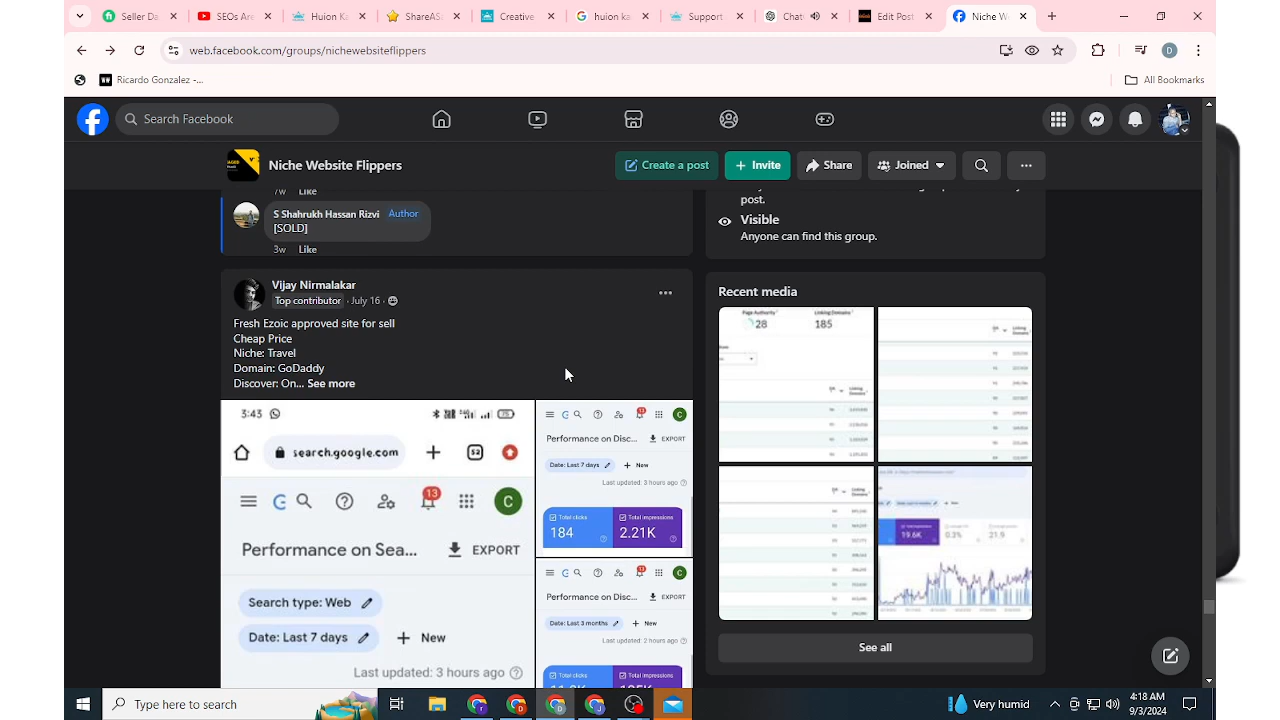 SEO Are
Huion Ka
ShareAS
Creative
huion ka
Support
Chat
Edit Post
Niche W
web.facebook.com/groups/nichewebsiteflippers
D
Ricardo Gonzalez -...
All Bookmarks
Search Facebook
Niche Website Flippers
Create a post
Invite
Share
Joined
7w Like
S Shahrukh Hassan Rizvi Author
[SOLD]
3w Like
post.
Visible
Anyone can find this group.
Vijay Nirmalakar
Top contributor · July 16 ·
Fresh Ezoic approved site for sell
Cheap Price
Niche: Travel
Domain: GoDaddy
Discover: On... See more
3:43
search.google.com
52
13
C
Performance on Sea...
EXPORT
Search type: Web
Date: Last 7 days
New
Last updated: 3 hours ago
13
C
Performance on Disc...
EXPORT
Date: Last 7 days
New
Last updated: 3 hours ago
Total clicks
184
Total impressions
2.21K
13
C
Performance on Disc...
EXPORT
Date: Last 3 months
New
Last updated: 2 hours ago
Total clicks
Total impressions
Recent media
Page Authority
28
Linking Domains
185
DA
Linking Domains
19.6K
0.3%
21.9
See all
Type here to search
Very humid
4:18 AM
9/3/2024